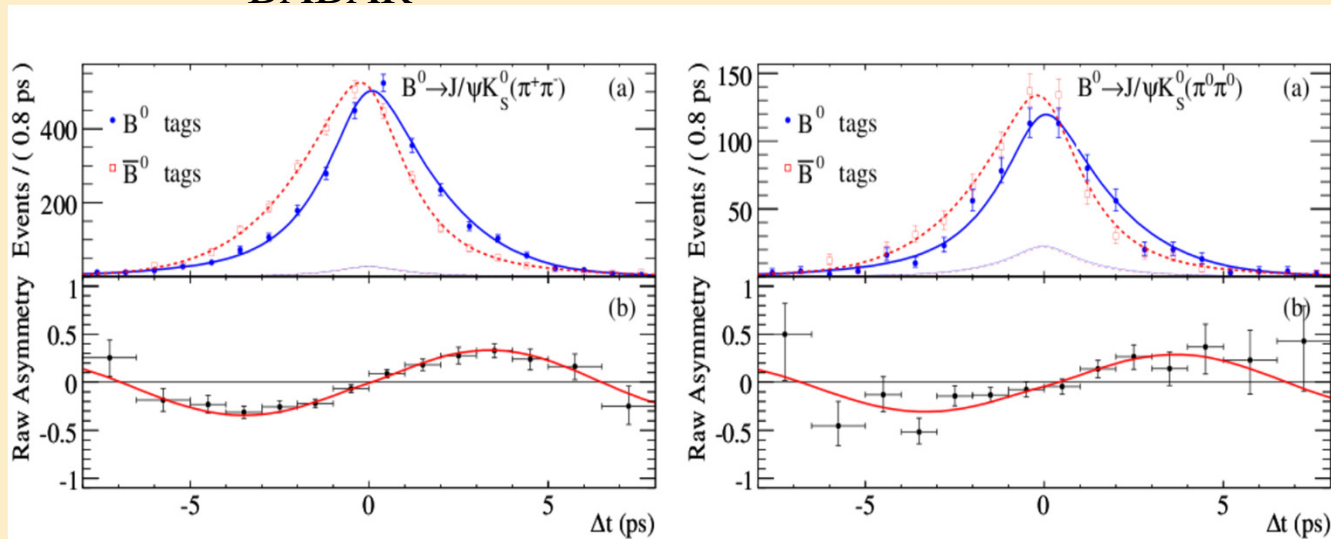 BABAR
Events / ( 0.8 ps )
400
200
B⁰→J/ψK⁰S(π⁺π⁻)
(a)
B⁰ tags
B̅⁰ tags
Raw Asymmetry
1
0.5
0
-0.5
-1
(b)
-5
0
5
Δt (ps)
Events / ( 0.8 ps )
150
100
50
B⁰→J/ψK⁰S(π⁰π⁰)
(a)
B⁰ tags
B̅⁰ tags
Raw Asymmetry
1
0.5
0
-0.5
-1
(b)
-5
0
5
Δt (ps)